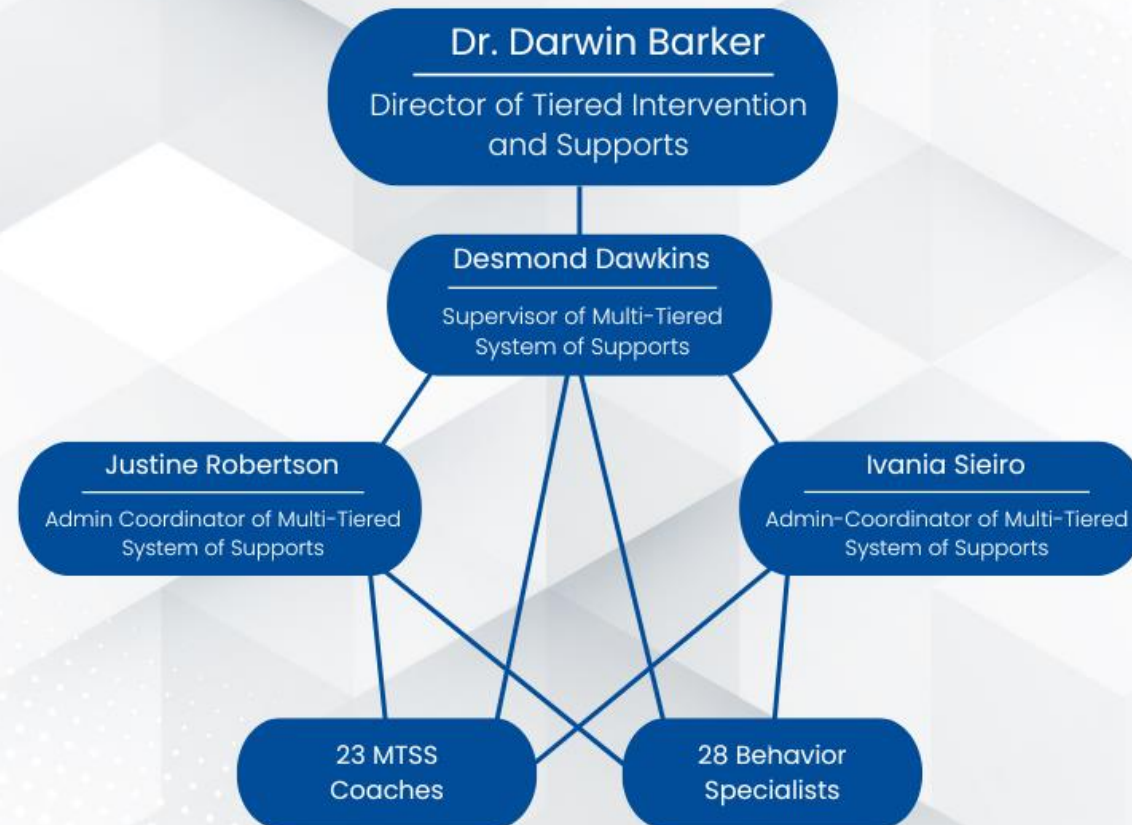 Dr. Darwin Barker
Director of Tiered Intervention
and Supports
Desmond Dawkins
Supervisor of Multi-Tiered
System of Supports
Justine Robertson
Admin Coordinator of Multi-Tiered
System of Supports
Ivania Sieiro
Admin-Coordinator of Multi-Tiered
System of Supports
23 MTSS
Coaches
28 Behavior
Specialists